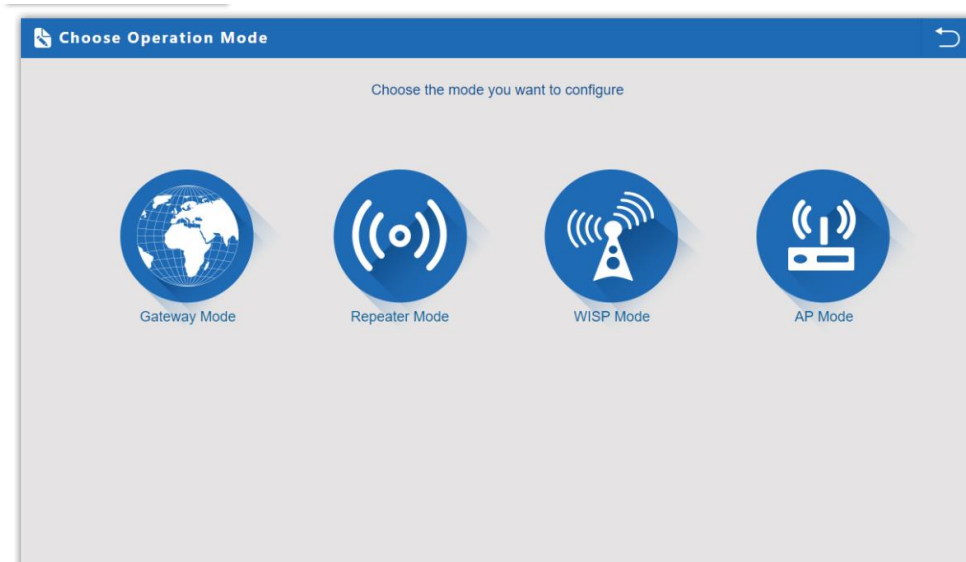 Choose Operation Mode
Choose the mode you want to configure
Gateway Mode
Repeater Mode
WISP Mode
AP Mode